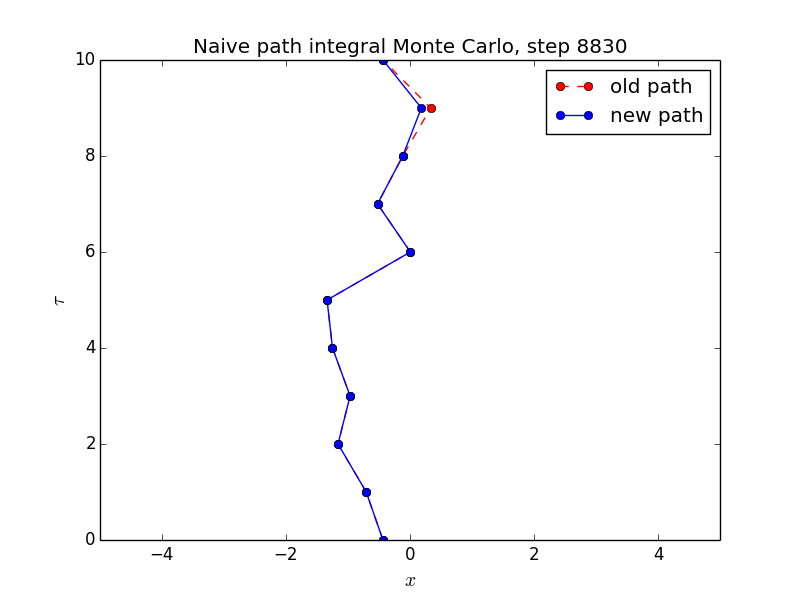 Naive path integral Monte Carlo, step 8830
10
8
6
4
2
0
τ
old path
new path
−4
−2
0
2
4
x